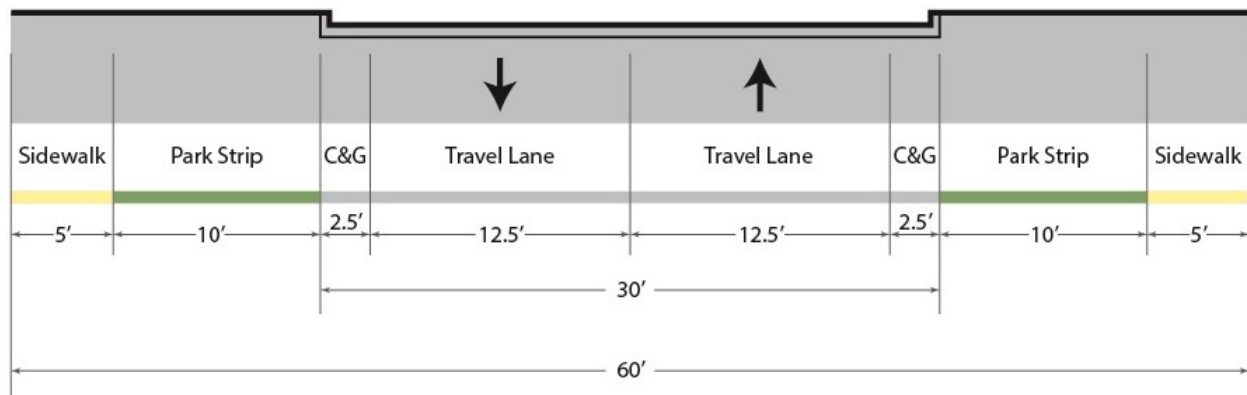 Sidewalk Park Strip C&G Travel Lane Travel Lane C&G Park Strip Sidewalk
5′ 10′ 2.5′ 12.5′ 12.5′ 2.5′ 10′ 5′
30′
60′